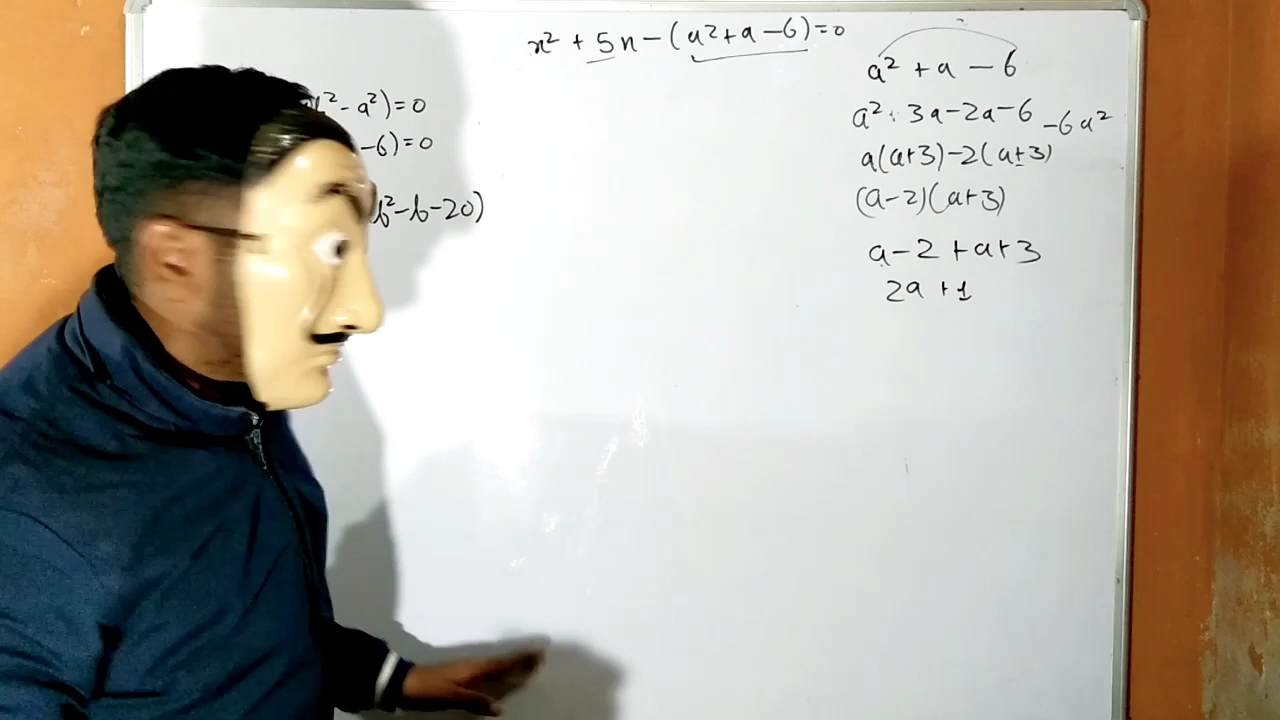 x² + 5x - (a²+a-6)=0
- a²)=0
-6)=0
b²-b-20)
a² + a - 6
a² + 3a-2a-6
-6a²
a(a+3)-2(a+3)
(a-2)(a+3)
a-2+a+3
2a+1